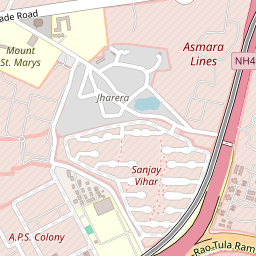 ade Road
Asmara
Lines
Mount
St. Marys
NH4
Jharera
Sanjay
Vihar
A.P.S. Colony
Rao Tula Ram